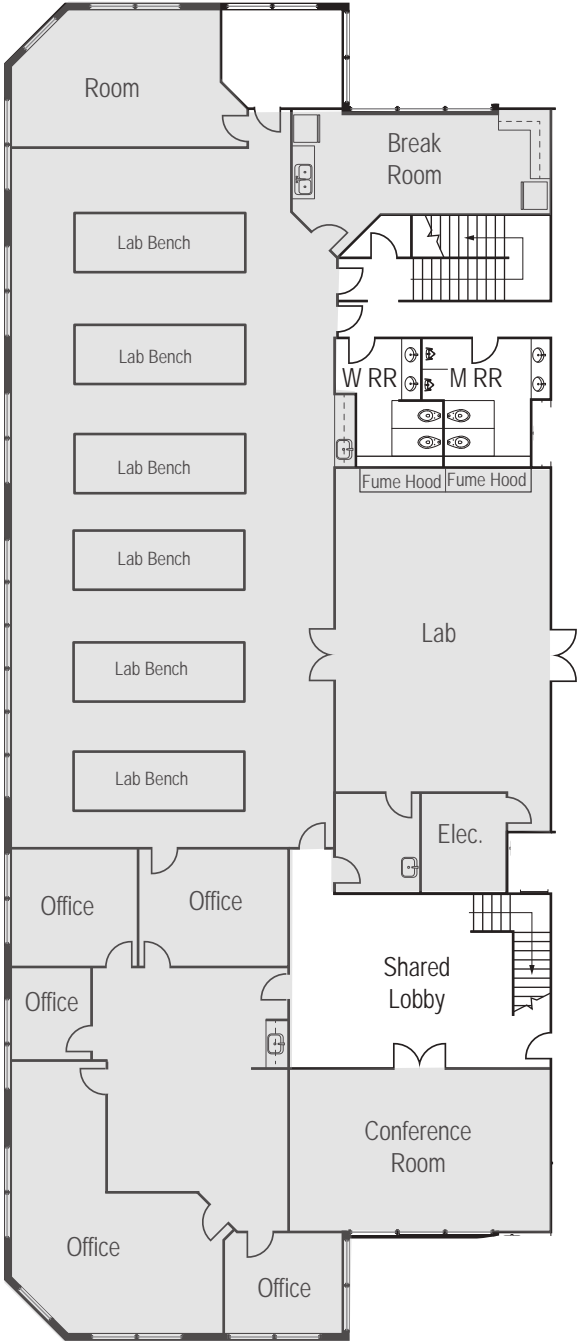 Room
Break
Room
Lab Bench
Lab Bench
W RR
M RR
Lab Bench
Fume Hood
Fume Hood
Lab Bench
Lab
Lab Bench
Lab Bench
Elec.
Office
Office
Shared
Lobby
Office
Conference
Room
Office
Office